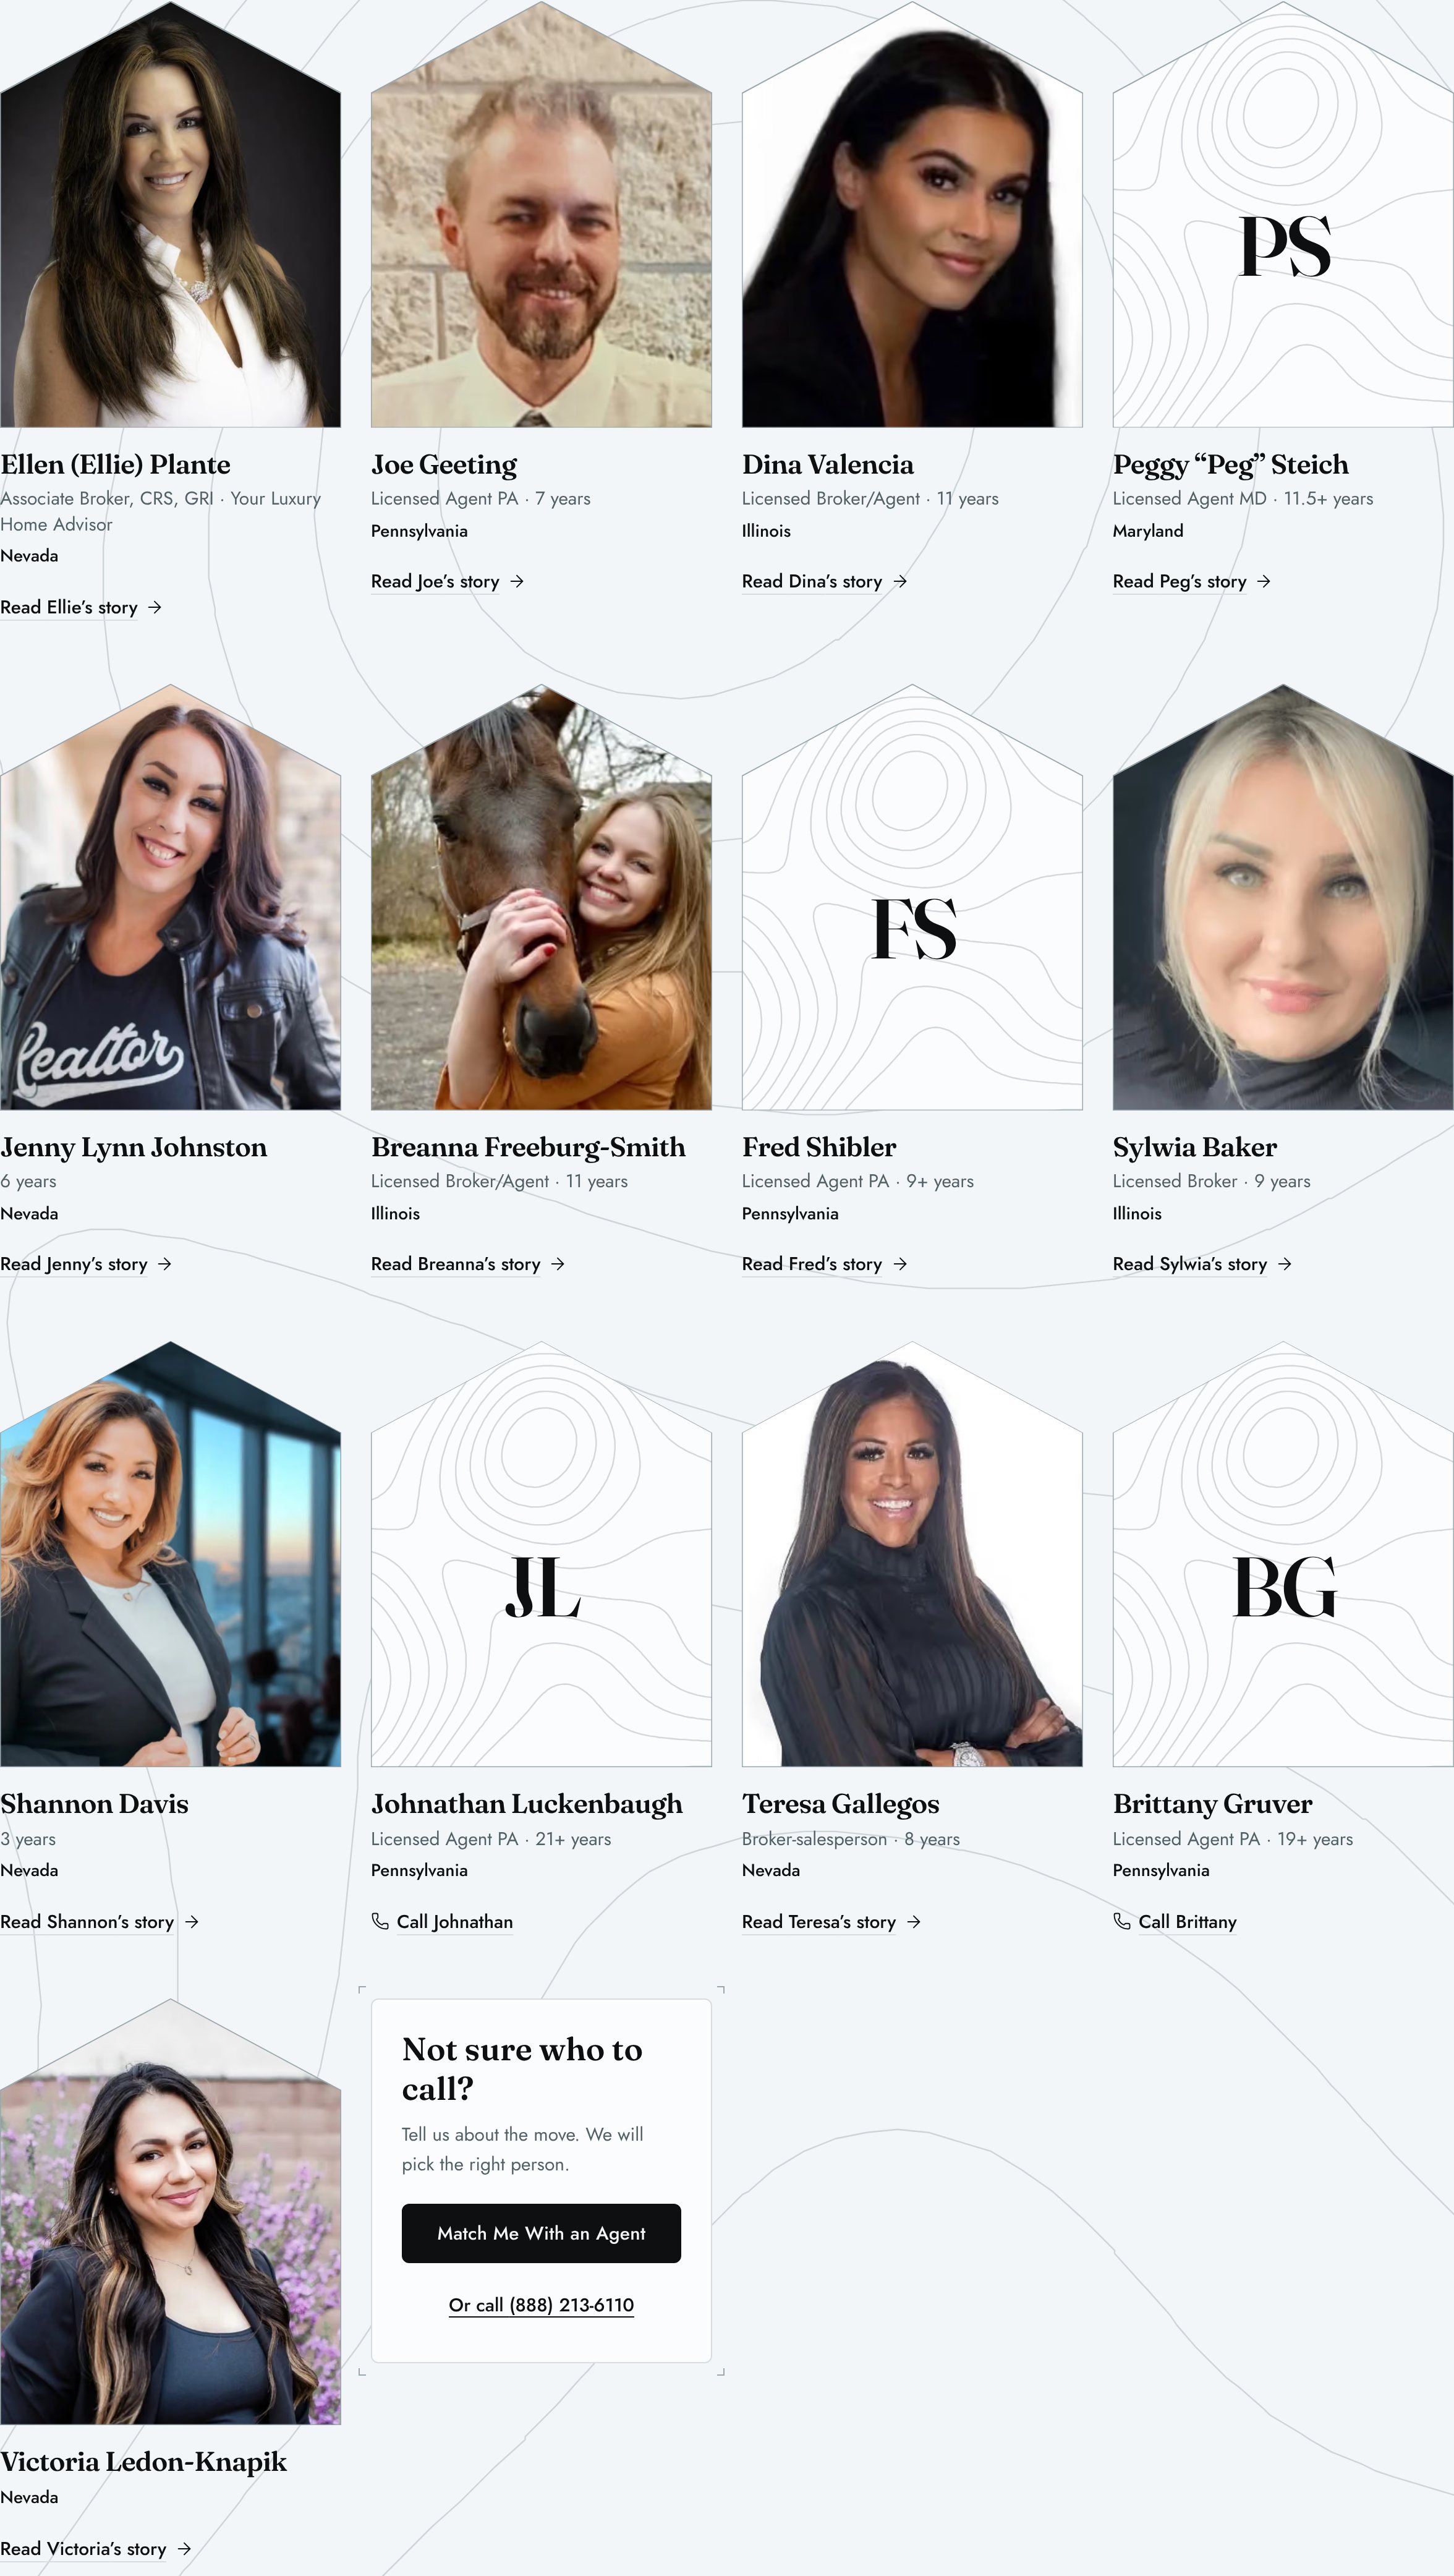 PS
Ellen (Ellie) Plante
Associate Broker, CRS, GRI · Your Luxury
Home Advisor
Nevada
Read Ellie’s story →
Joe Geeting
Licensed Agent PA · 7 years
Pennsylvania
Read Joe’s story →
Dina Valencia
Licensed Broker/Agent · 11 years
Illinois
Read Dina’s story →
Peggy “Peg” Steich
Licensed Agent MD · 11.5+ years
Maryland
Read Peg’s story →
Realtor
FS
Jenny Lynn Johnston
6 years
Nevada
Read Jenny’s story →
Breanna Freeburg-Smith
Licensed Broker/Agent · 11 years
Illinois
Read Breanna’s story →
Fred Shibler
Licensed Agent PA · 9+ years
Pennsylvania
Read Fred’s story →
Sylwia Baker
Licensed Broker · 9 years
Illinois
Read Sylwia’s story →
JL
BG
Shannon Davis
3 years
Nevada
Read Shannon’s story →
Johnathan Luckenbaugh
Licensed Agent PA · 21+ years
Pennsylvania
Call Johnathan
Teresa Gallegos
Broker-salesperson · 8 years
Nevada
Read Teresa’s story →
Brittany Gruver
Licensed Agent PA · 19+ years
Pennsylvania
Call Brittany
Victoria Ledon-Knapik
Nevada
Read Victoria’s story →
Not sure who to
call?
Tell us about the move. We will
pick the right person.
Match Me With an Agent
Or call (888) 213-6110